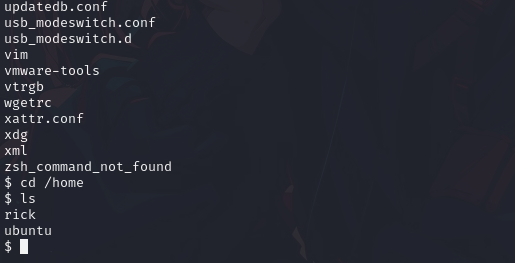 updatedb.conf
usb_modeswitch.conf
usb_modeswitch.d
vim
vmware-tools
vtrgb
wgetrc
xattr.conf
xdg
xml
zsh_command_not_found
$ cd /home
$ ls
rick
ubuntu
$